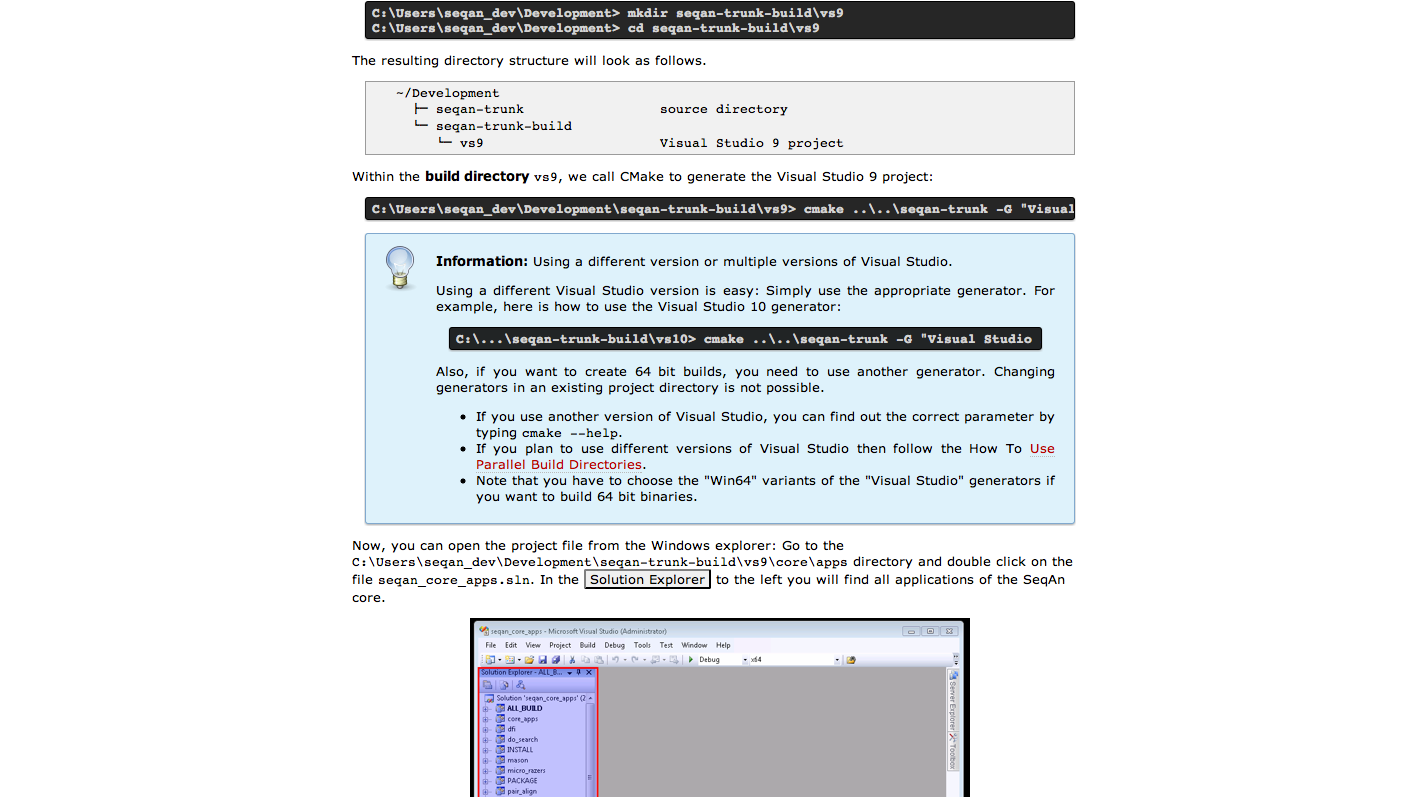 C:\Users\seqan_dev\Development> mkdir seqan-trunk-build\vs9
C:\Users\seqan_dev\Development> cd seqan-trunk-build\vs9
The resulting directory structure will look as follows.
~/Development
├─ seqan-trunk source directory
└─ seqan-trunk-build
└─ vs9 Visual Studio 9 project
Within the build directory vs9, we call CMake to generate the Visual Studio 9 project:
C:\Users\seqan_dev\Development\seqan-trunk-build\vs9> cmake ..\..\seqan-trunk -G "Visual
Information: Using a different version or multiple versions of Visual Studio.
Using a different Visual Studio version is easy: Simply use the appropriate generator. For
example, here is how to use the Visual Studio 10 generator:
C:\...\seqan-trunk-build\vs10> cmake ..\..\seqan-trunk -G "Visual Studio
Also, if you want to create 64 bit builds, you need to use another generator. Changing
generators in an existing project directory is not possible.
• If you use another version of Visual Studio, you can find out the correct parameter by
typing cmake --help.
• If you plan to use different versions of Visual Studio then follow the How To Use
Parallel Build Directories.
• Note that you have to choose the "Win64" variants of the "Visual Studio" generators if
you want to build 64 bit binaries.
Now, you can open the project file from the Windows explorer: Go to the
C:\Users\seqan_dev\Development\seqan-trunk-build\vs9\core\apps directory and double click on the
file seqan_core_apps.sln. In the Solution Explorer to the left you will find all applications of the SeqAn
core.
seqan_core_apps - Microsoft Visual Studio (Administrator)
File Edit View Project Build Debug Tools Test Window Help
Debug x64
Solution Explorer - ALL_B...
Solution 'seqan_core_apps' (2
ALL_BUILD
core_apps
dfi
do_search
INSTALL
mason
micro_razers
PACKAGE
pair_align
Server Explorer
Toolbox